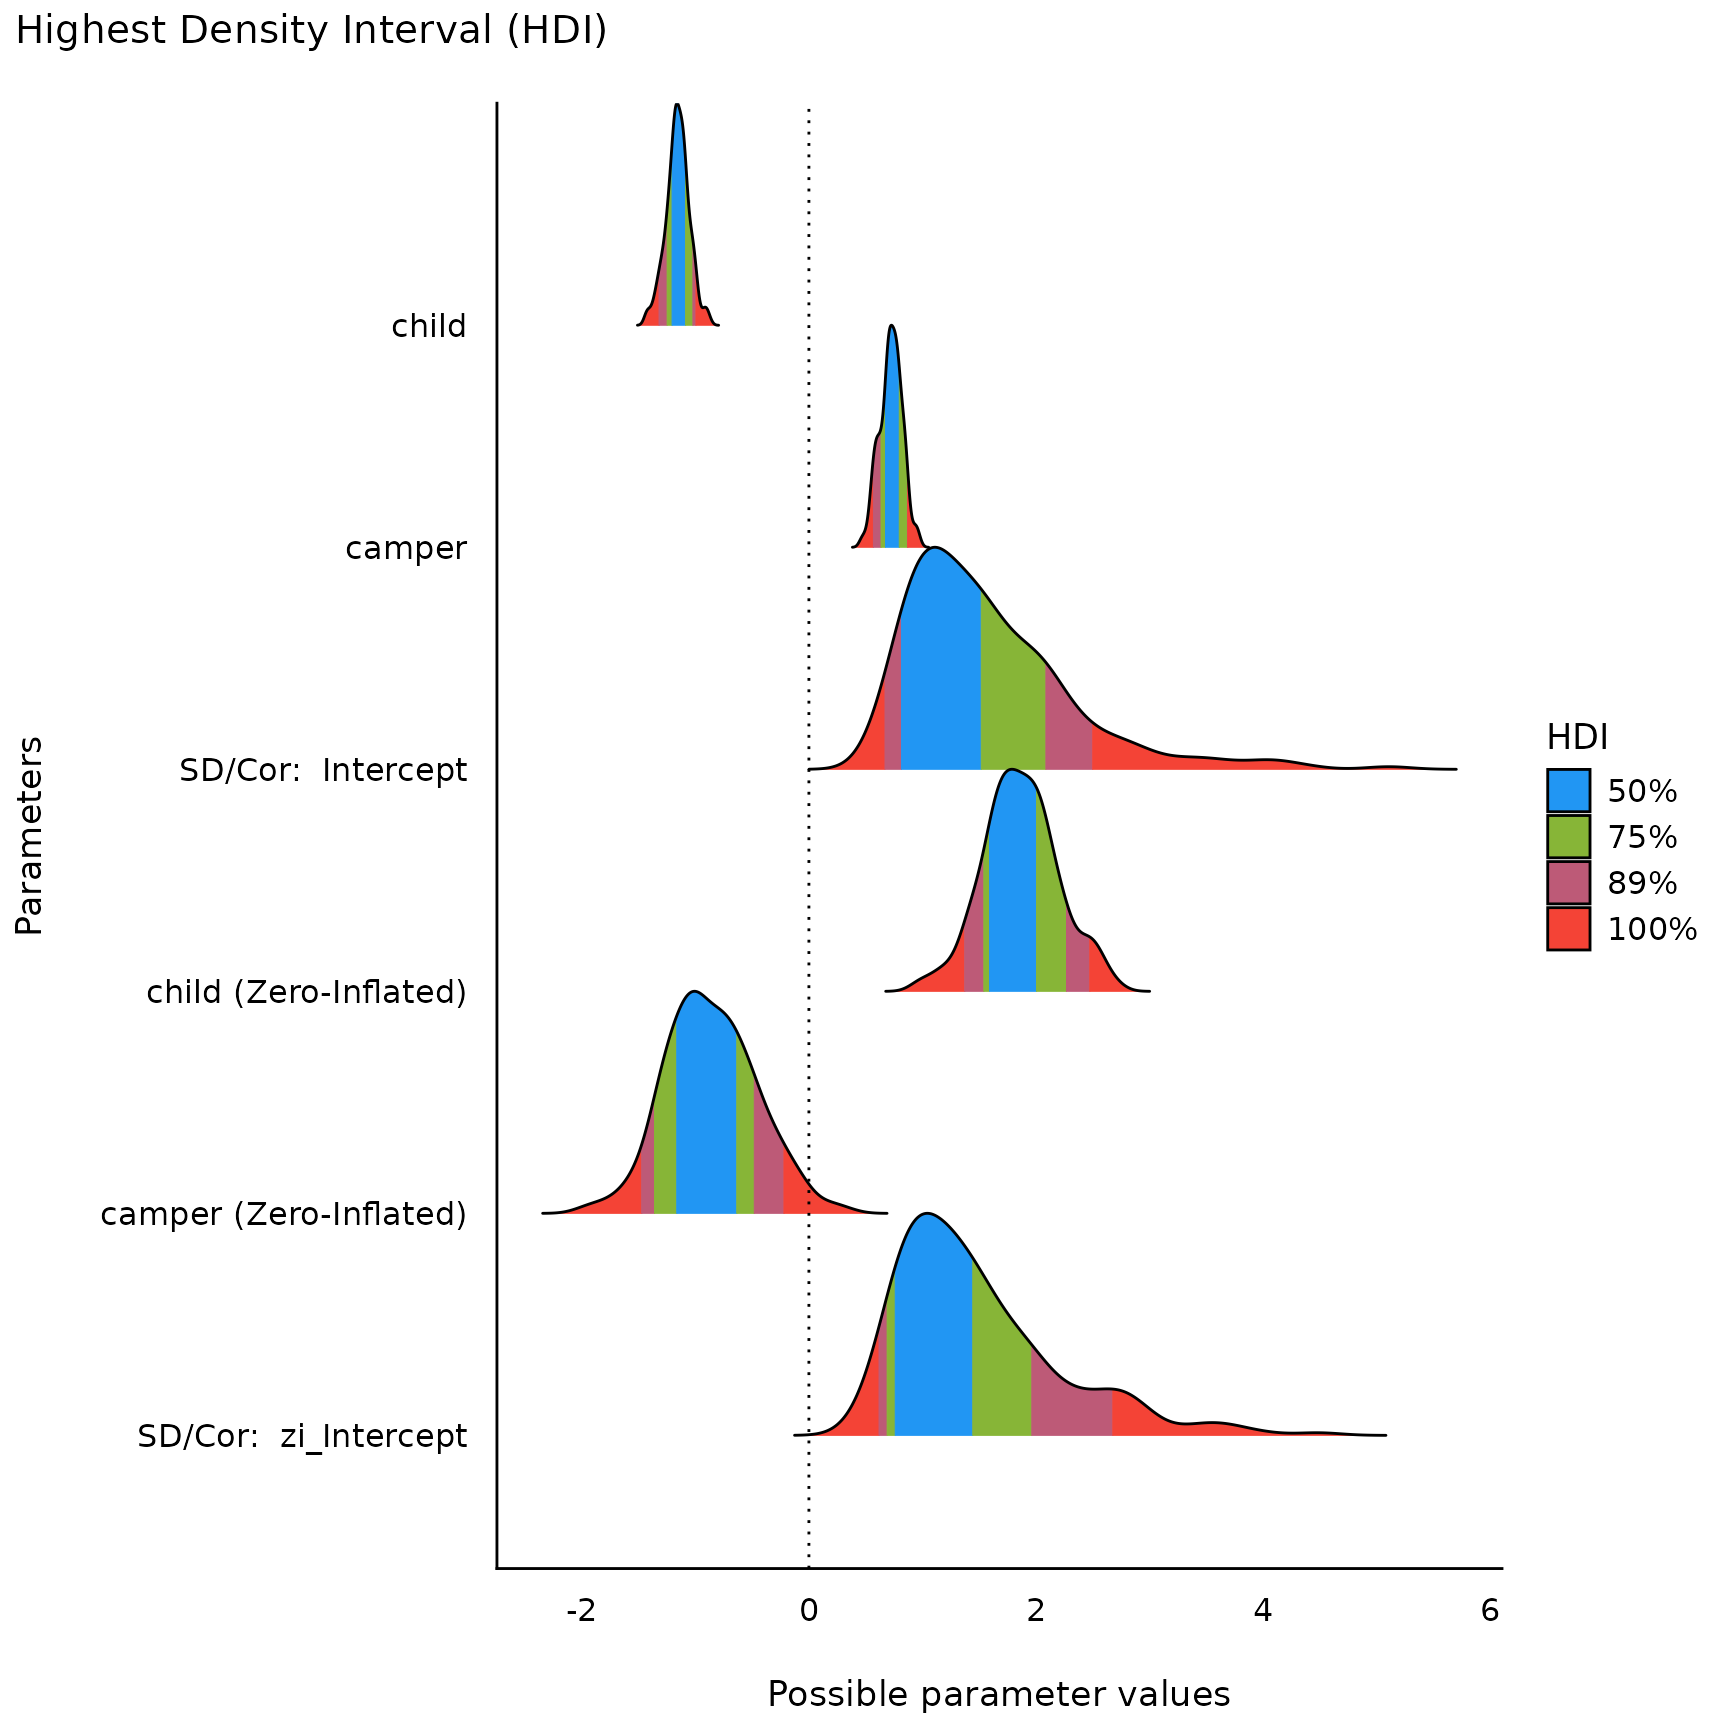 Highest Density Interval (HDI)
child
camper
SD/Cor:  Intercept
child (Zero-Inflated)
camper (Zero-Inflated)
SD/Cor:  zi_Intercept
Parameters
-2
0
2
4
6
Possible parameter values
HDI
50%
75%
89%
100%